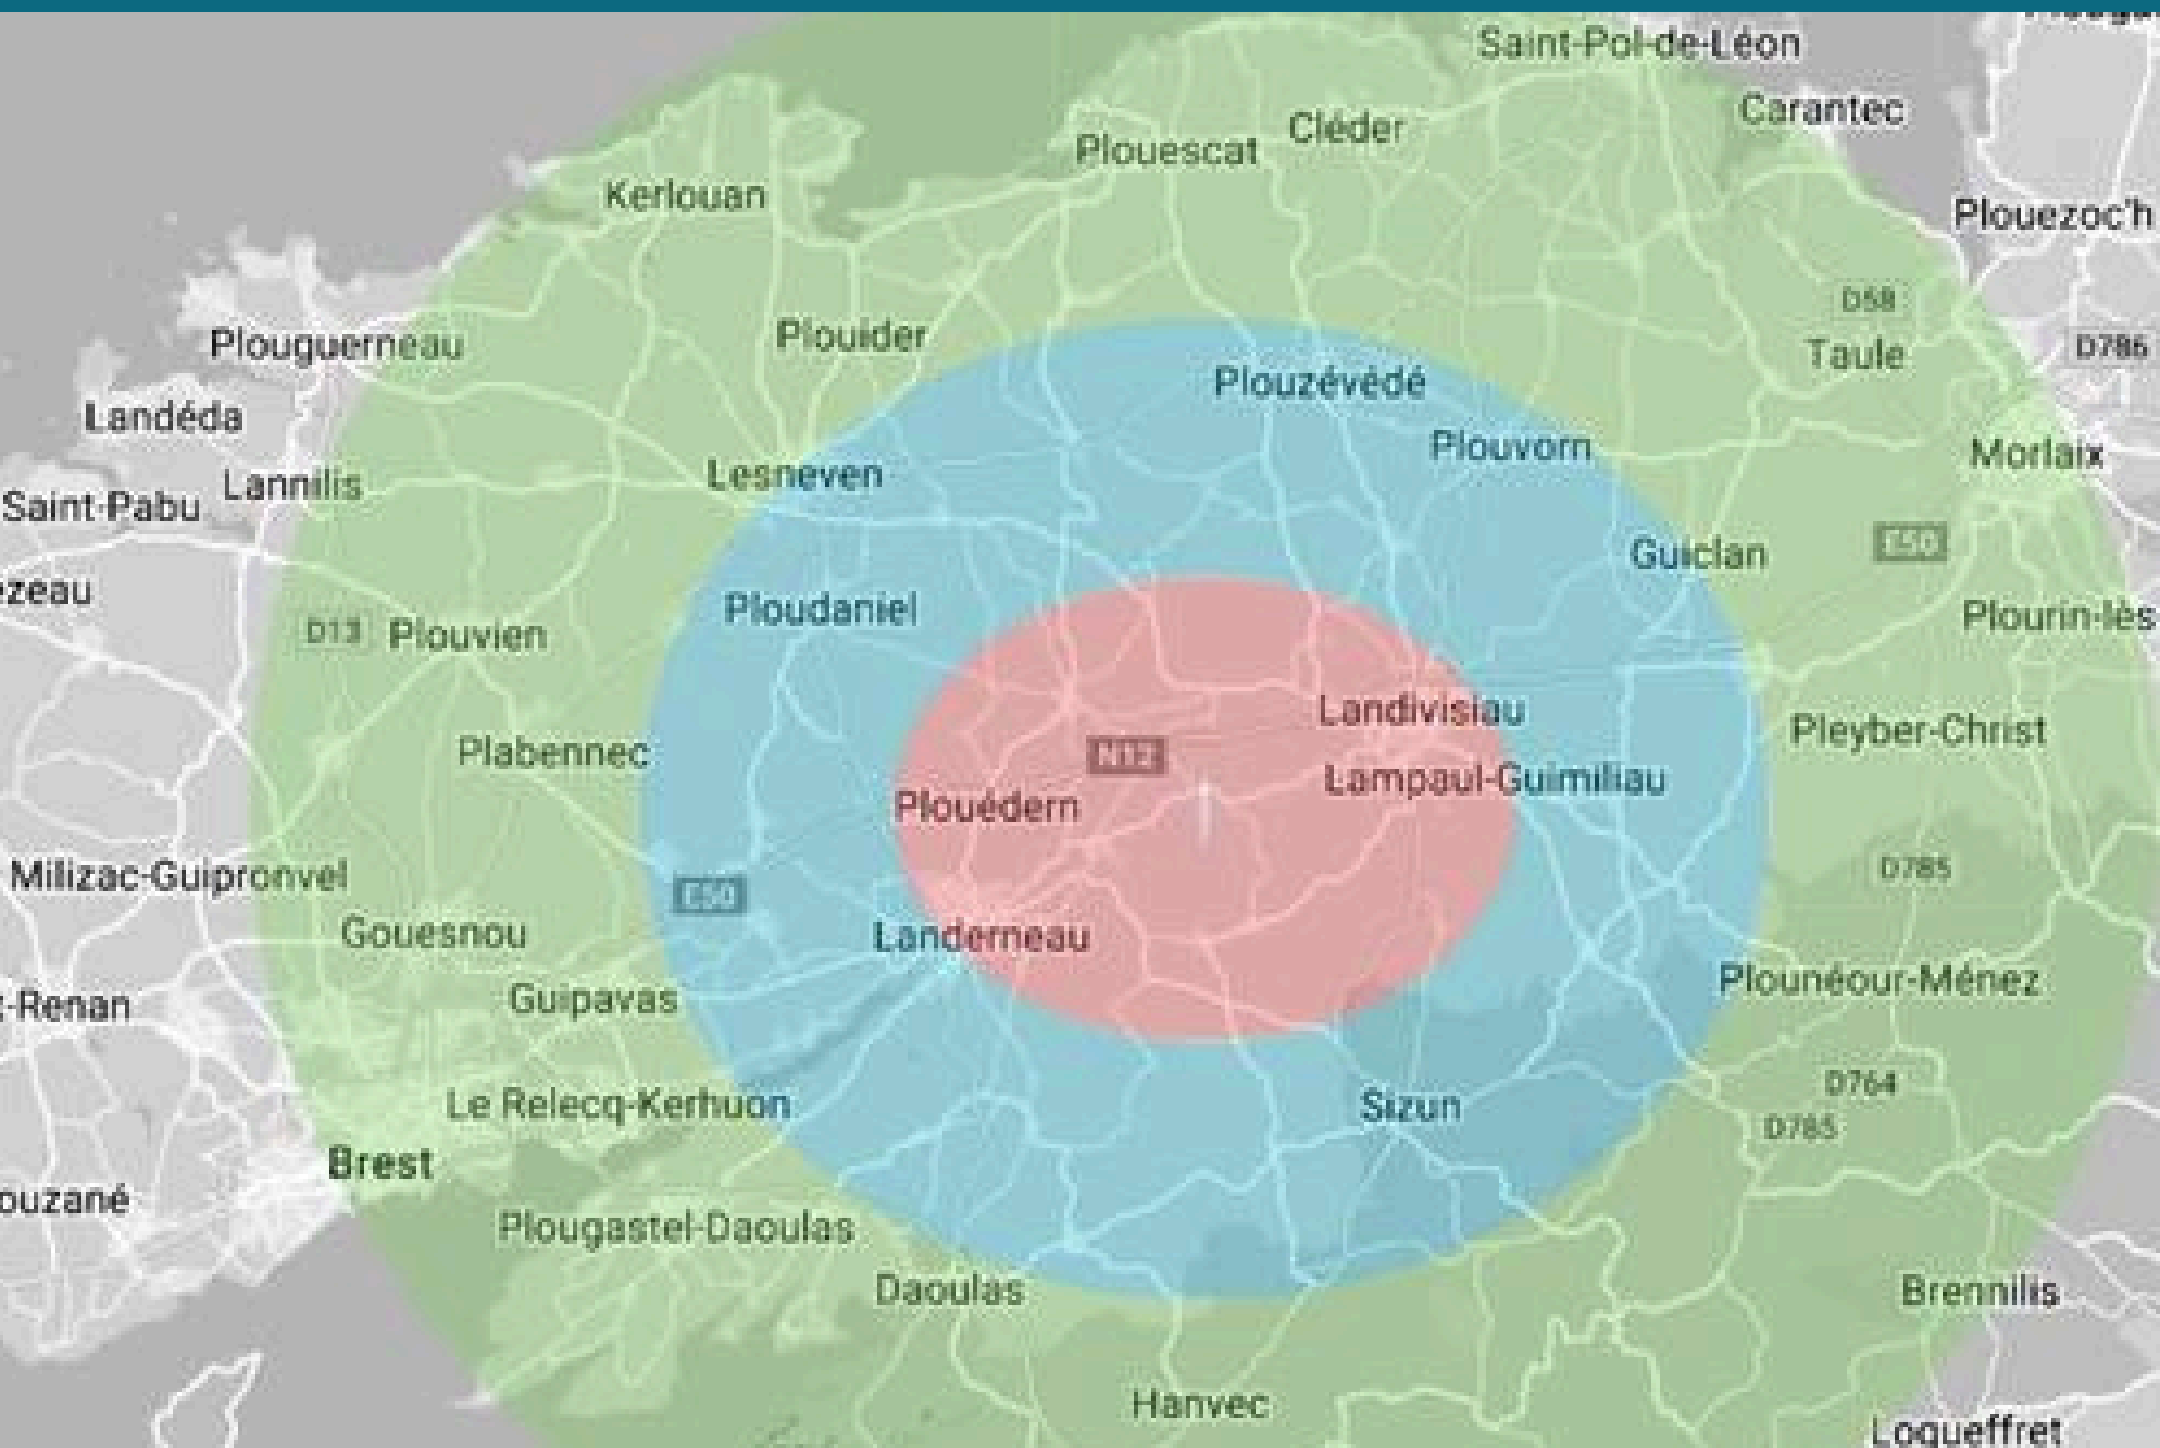 Saint-Pol-de-Léon
Carantec
Cléder
Plouescat
Kerlouan
Plouezoc'h
D58
Plouider
Plouguerneau
Taule
D786
Plouzévédé
Landéda
Plouvorn
Morlaix
Lesneven
Lannilis
Saint-Pabu
E50
Guiclan
ézeau
Ploudaniel
Plourin-lès
D13
Plouvien
Landivisiau
Pleyber-Christ
Plabennec
N12
Lampaul-Guimiliau
Plouédern
D785
Milizac-Guipronvel
E50
Gouesnou
Landerneau
Plounéour-Ménez
Guipavas
t-Renan
D764
Le Relecq-Kerhuon
Sizun
D785
Brest
ouzané
Plougastel-Daoulas
Daoulas
Brennilis
Hanvec
Loqueffret